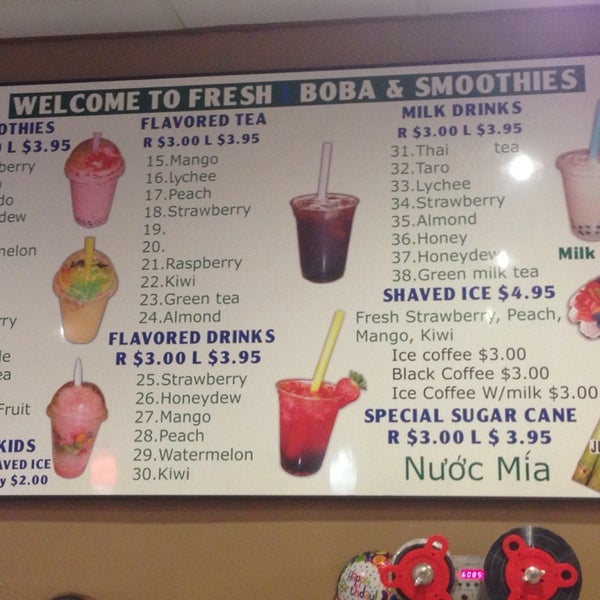 WELCOME TO FRESH BOBA & SMOOTHIES
OTHIES
L $3.95
berry
do
dew
melon
rry
le
ea
Fruit
KIDS
AVED ICE
y $2.00
FLAVORED TEA
R $3.00 L $3.95
15.Mango
16.Lychee
17.Peach
18.Strawberry
19.
20.
21.Raspberry
22.Kiwi
23.Green tea
24.Almond
FLAVORED DRINKS
R $3.00 L $3.95
25.Strawberry
26.Honeydew
27.Mango
28.Peach
29.Watermelon
30.Kiwi
MILK DRINKS
R $3.00 L $3.95
31.Thai tea
32.Taro
33.Lychee
34.Strawberry
35.Almond
36.Honey
37.Honeydew
38.Green milk tea
SHAVED ICE $4.95
Fresh Strawberry, Peach,
Mango, Kiwi
Ice coffee $3.00
Black Coffee $3.00
Ice Coffee W/milk $3.00
SPECIAL SUGAR CANE
R $3.00 L $ 3.95
Nước Mía
Milk